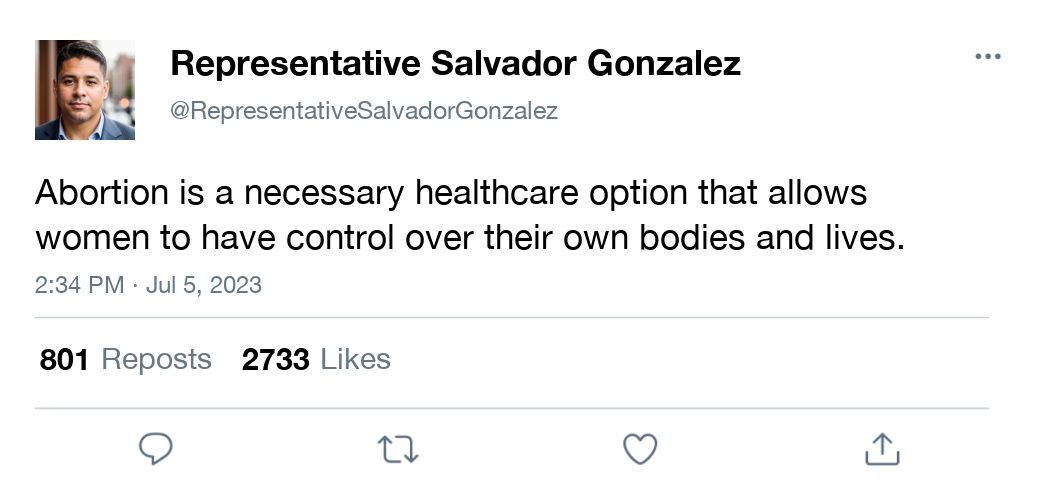 Representative Salvador Gonzalez
@RepresentativeSalvadorGonzalez
Abortion is a necessary healthcare option that allows
women to have control over their own bodies and lives.
2:34 PM · Jul 5, 2023
801 Reposts 2733 Likes